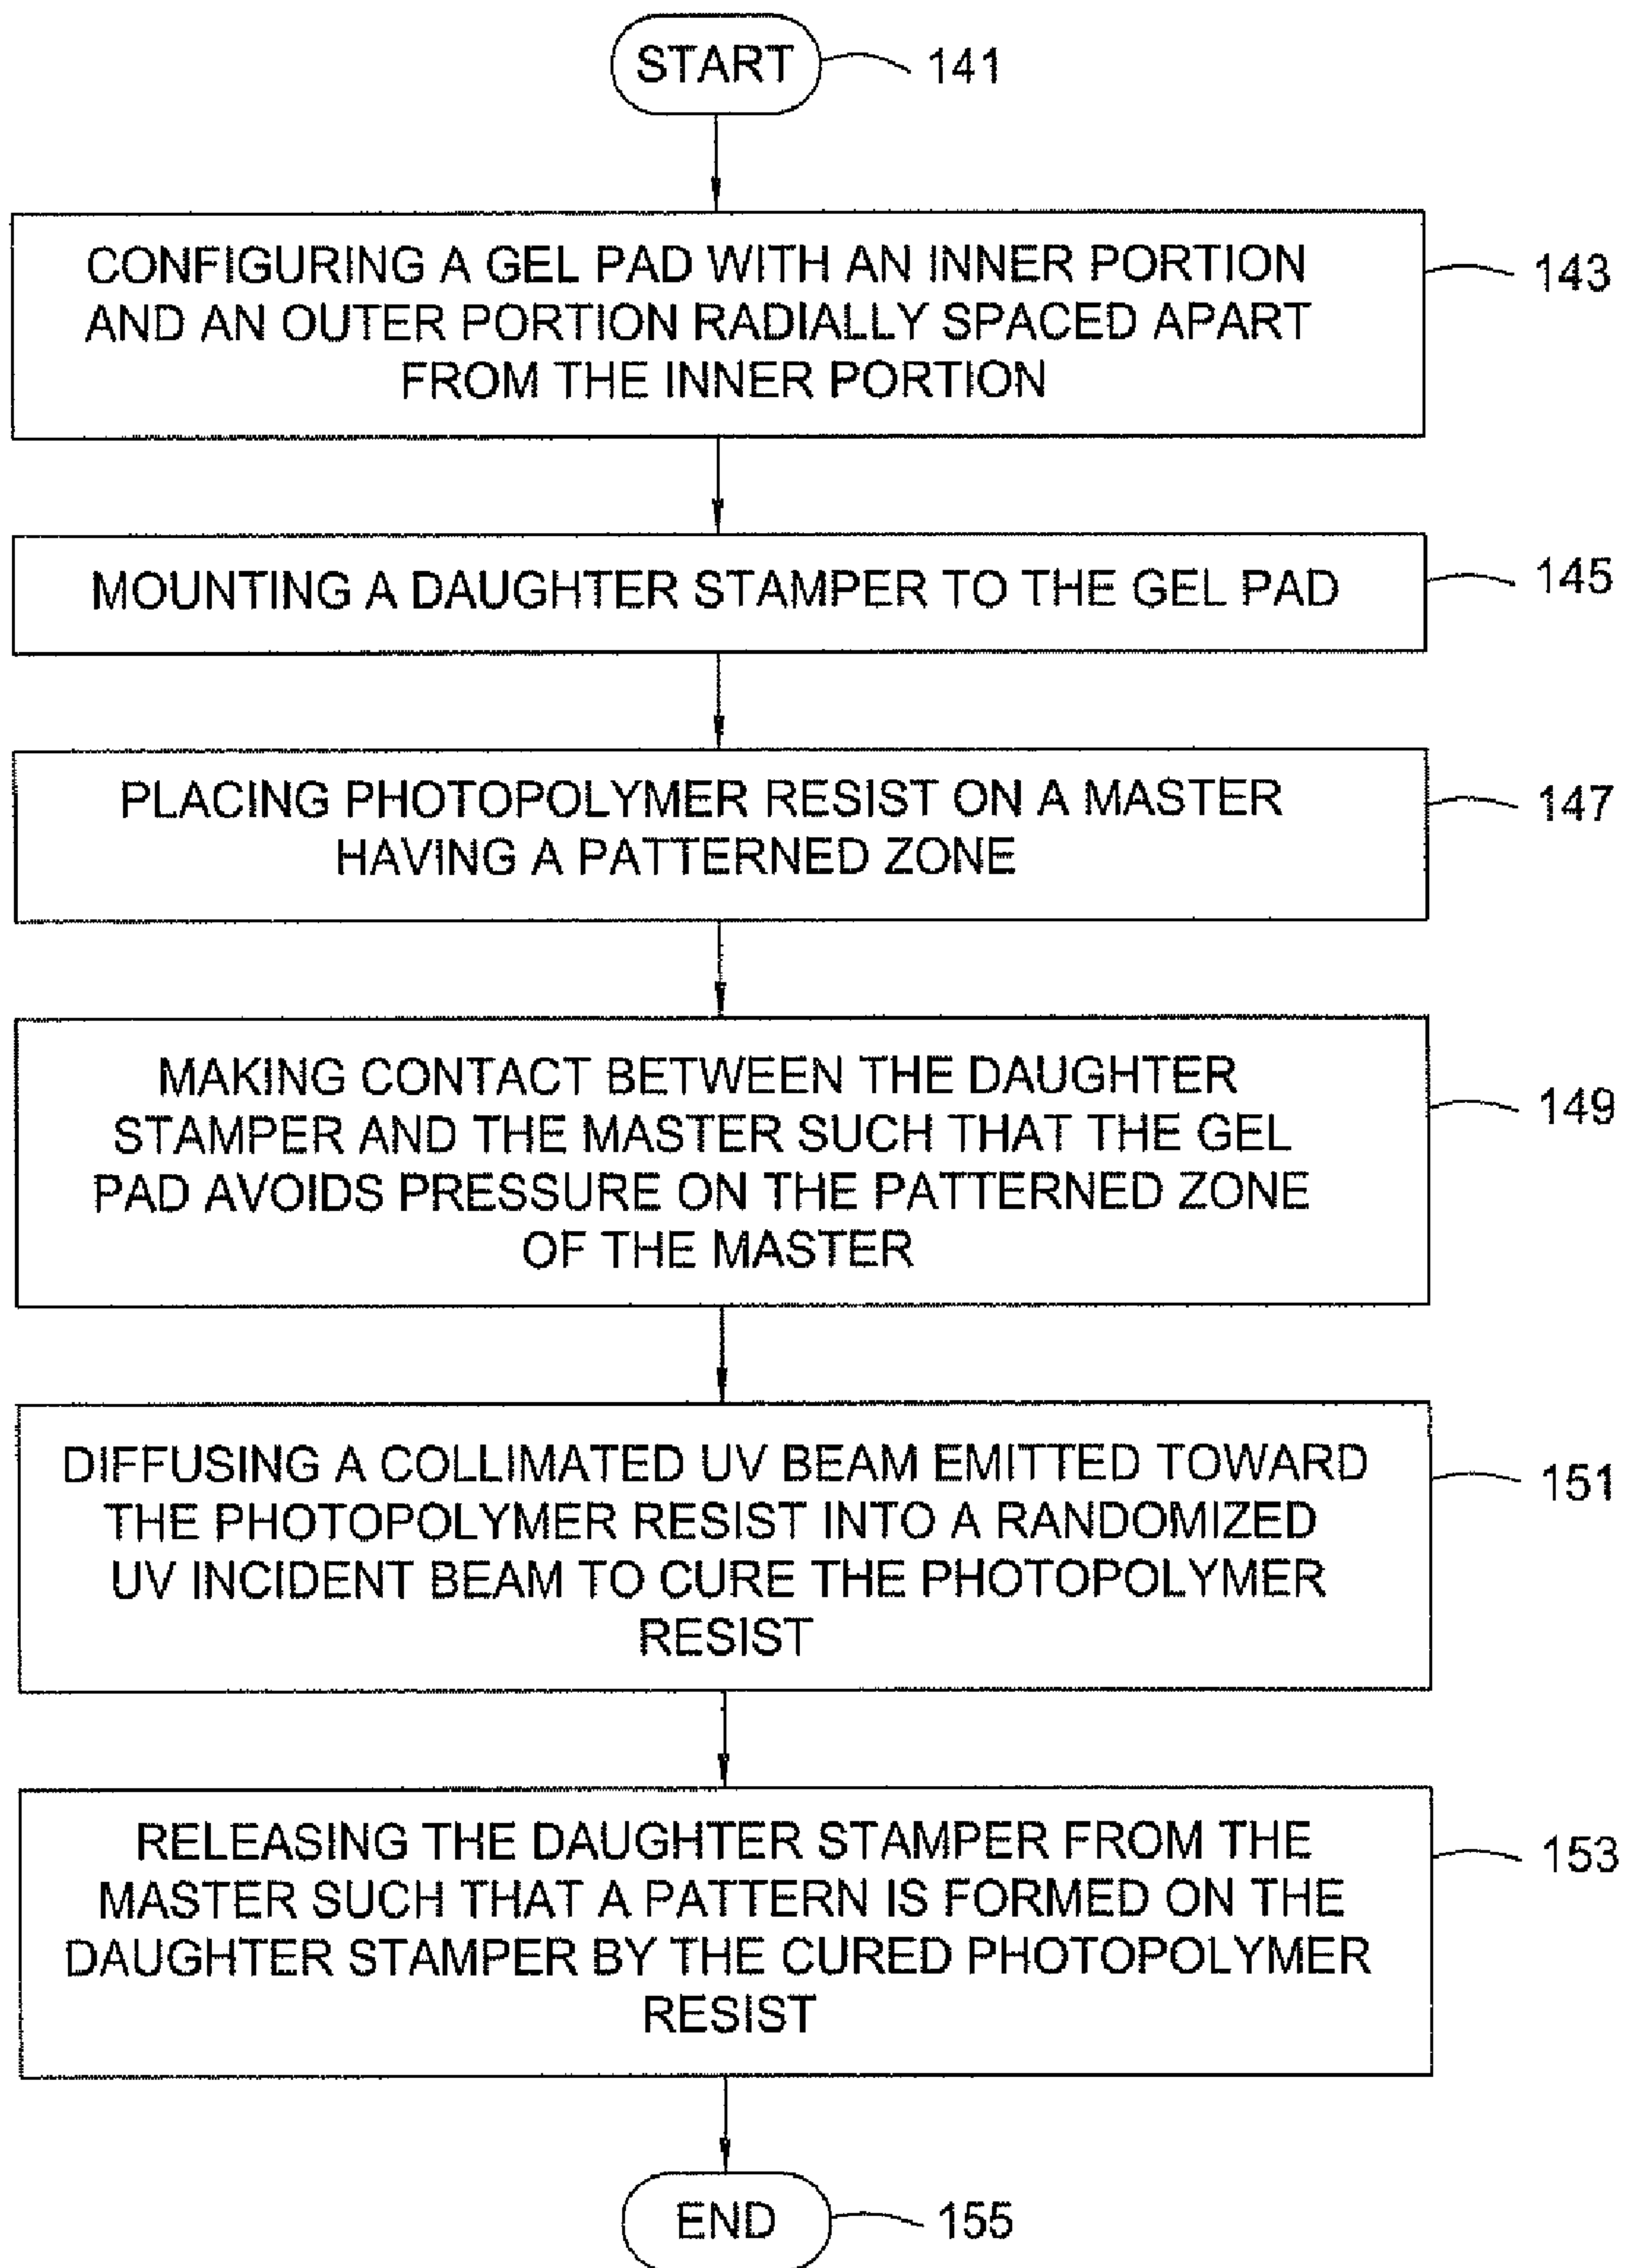 START
141
CONFIGURING A GEL PAD WITH AN INNER PORTION
AND AN OUTER PORTION RADIALLY SPACED APART
FROM THE INNER PORTION
143
MOUNTING A DAUGHTER STAMPER TO THE GEL PAD
145
PLACING PHOTOPOLYMER RESIST ON A MASTER
HAVING A PATTERNED ZONE
147
MAKING CONTACT BETWEEN THE DAUGHTER
STAMPER AND THE MASTER SUCH THAT THE GEL
PAD AVOIDS PRESSURE ON THE PATTERNED ZONE
OF THE MASTER
149
DIFFUSING A COLLIMATED UV BEAM EMITTED TOWARD
THE PHOTOPOLYMER RESIST INTO A RANDOMIZED
UV INCIDENT BEAM TO CURE THE PHOTOPOLYMER
RESIST
151
RELEASING THE DAUGHTER STAMPER FROM THE
MASTER SUCH THAT A PATTERN IS FORMED ON THE
DAUGHTER STAMPER BY THE CURED PHOTOPOLYMER
RESIST
153
END
155